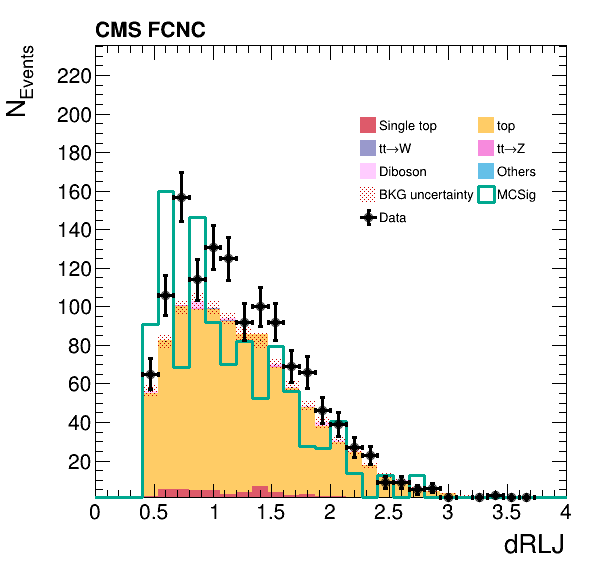 CMS FCNC
N_Events
220
200
180
160
140
120
100
80
60
40
20
Single top
top
tt→W
tt→Z
Diboson
Others
BKG uncertainty
MCSig
Data
0 0.5 1 1.5 2 2.5 3 3.5 4
dRLJ